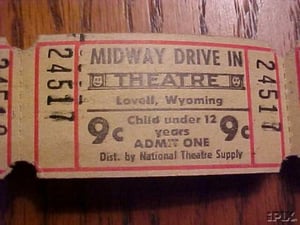 MIDWAY DRIVE IN
THEATRE
Lovell, Wyoming
9c Child under 12 9c
years
ADMIT ONE
Dist. by National Theatre Supply
24517
24517
EPLX